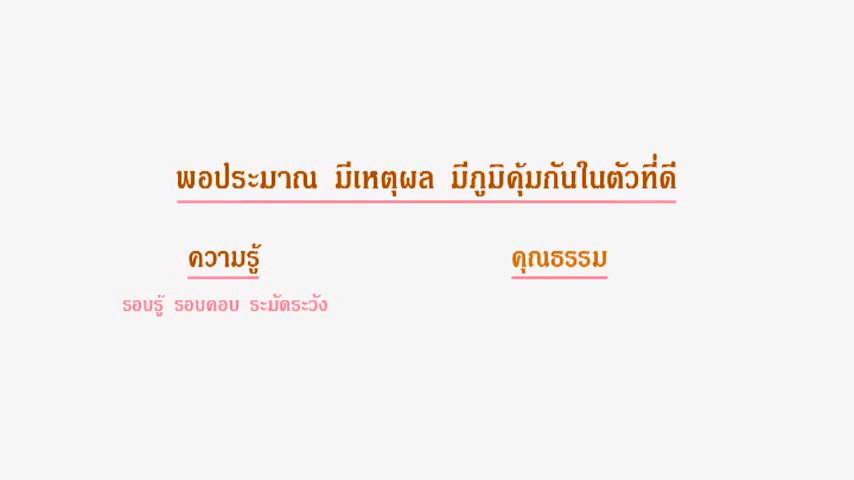 พอประมาณ มีเหตุผล มีภูมิคุ้มกันในตัวที่ดี
ความรู้ คุณธรรม
รอบรู้ รอบคอบ ระมัดระวัง